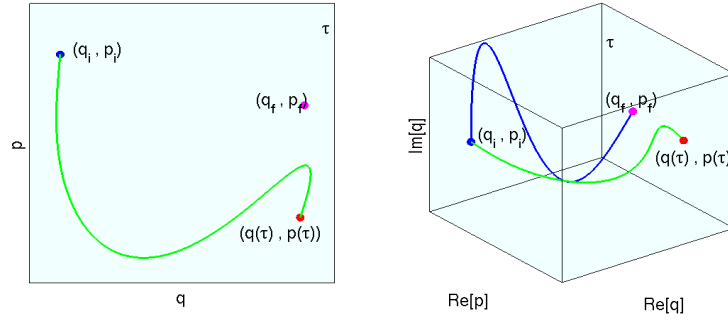 τ
(q_i , p_i)
(q_f , p_f)
p
(q(τ) , p(τ))
q
τ
(q_f , p_f)
Im[q]
(q_i , p_i)
(q(τ) , p(τ)
Re[p]
Re[q]